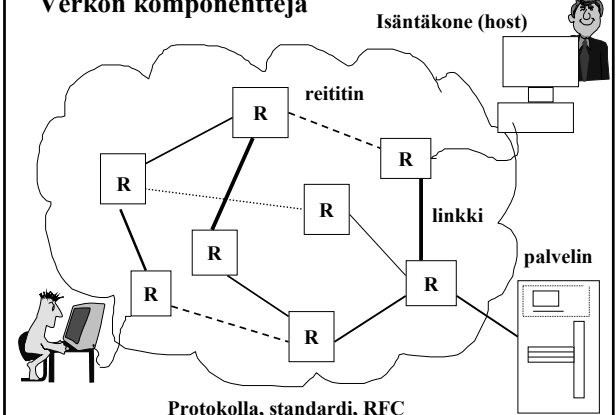 Verkon komponentteja
Isäntäkone (host)
reititin
R
R
R
R
linkki
R
palvelin
R
R
R
Protokolla, standardi, RFC